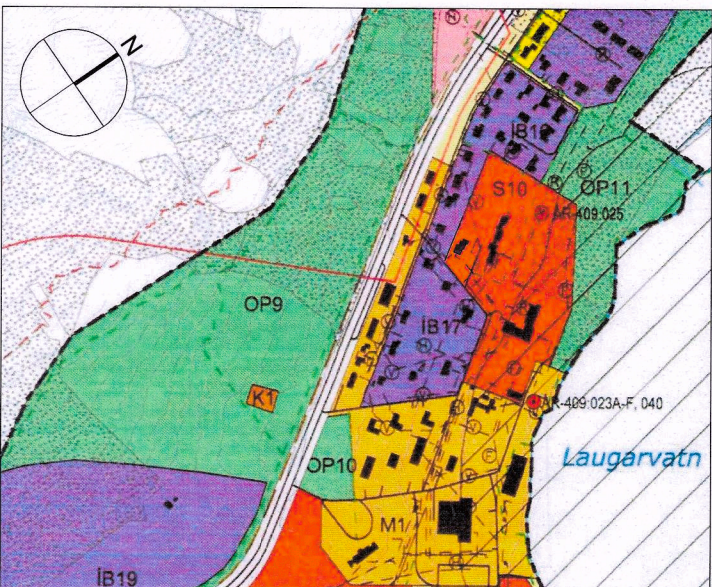 N
ÍB18
S10
OP11
AR-409:025
OP9
ÍB17
K1
AR-409:023A-F, 040
OP10
Laugarvatn
M1
ÍB19